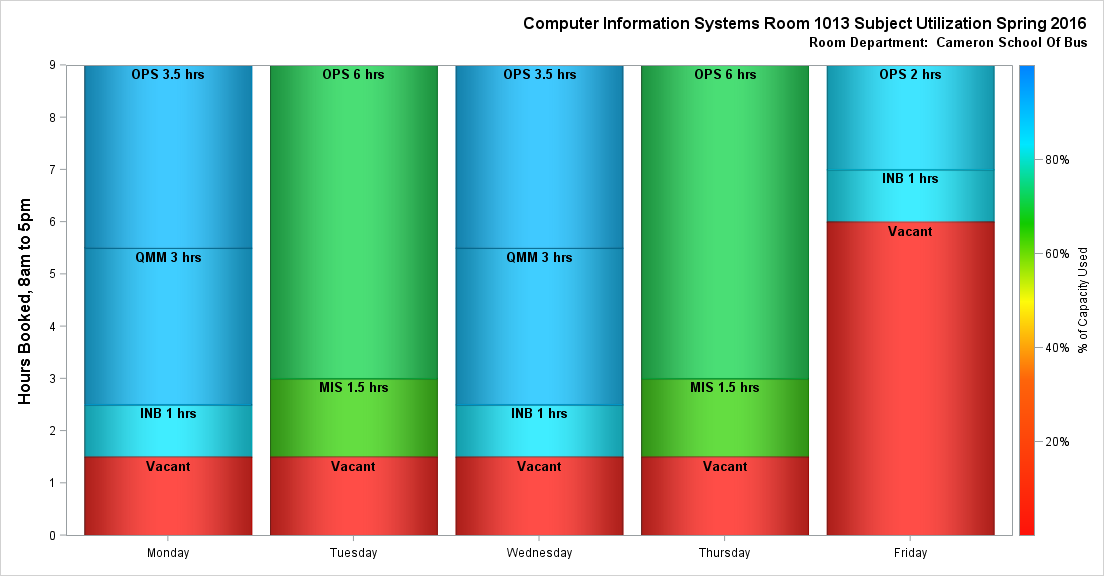 Computer Information Systems Room 1013 Subject Utilization Spring 2016
Room Department:  Cameron School Of Bus
Hours Booked, 8am to 5pm
9
8
7
6
5
4
3
2
1
0
OPS 3.5 hrs
QMM 3 hrs
INB 1 hrs
Vacant
OPS 6 hrs
MIS 1.5 hrs
Vacant
OPS 3.5 hrs
QMM 3 hrs
INB 1 hrs
Vacant
OPS 6 hrs
MIS 1.5 hrs
Vacant
OPS 2 hrs
INB 1 hrs
Vacant
Monday
Tuesday
Wednesday
Thursday
Friday
80%
60%
40%
20%
% of Capacity Used